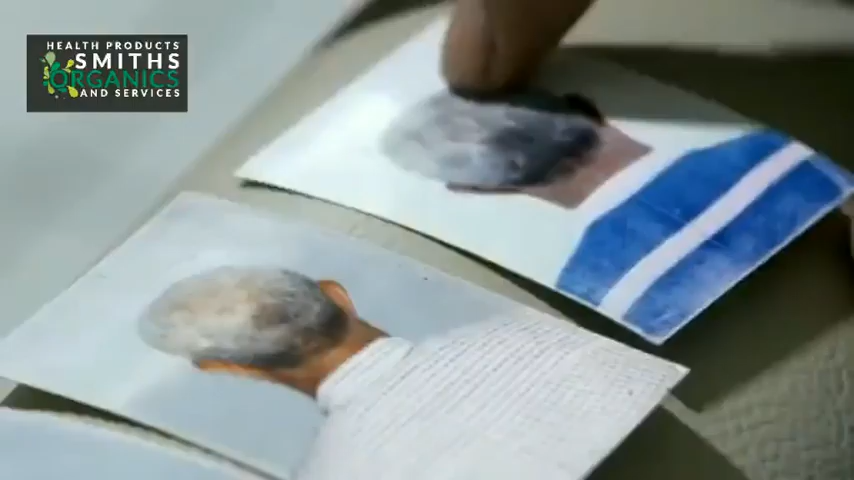 HEALTH PRODUCTS
SMITHS
ORGANICS
AND SERVICES